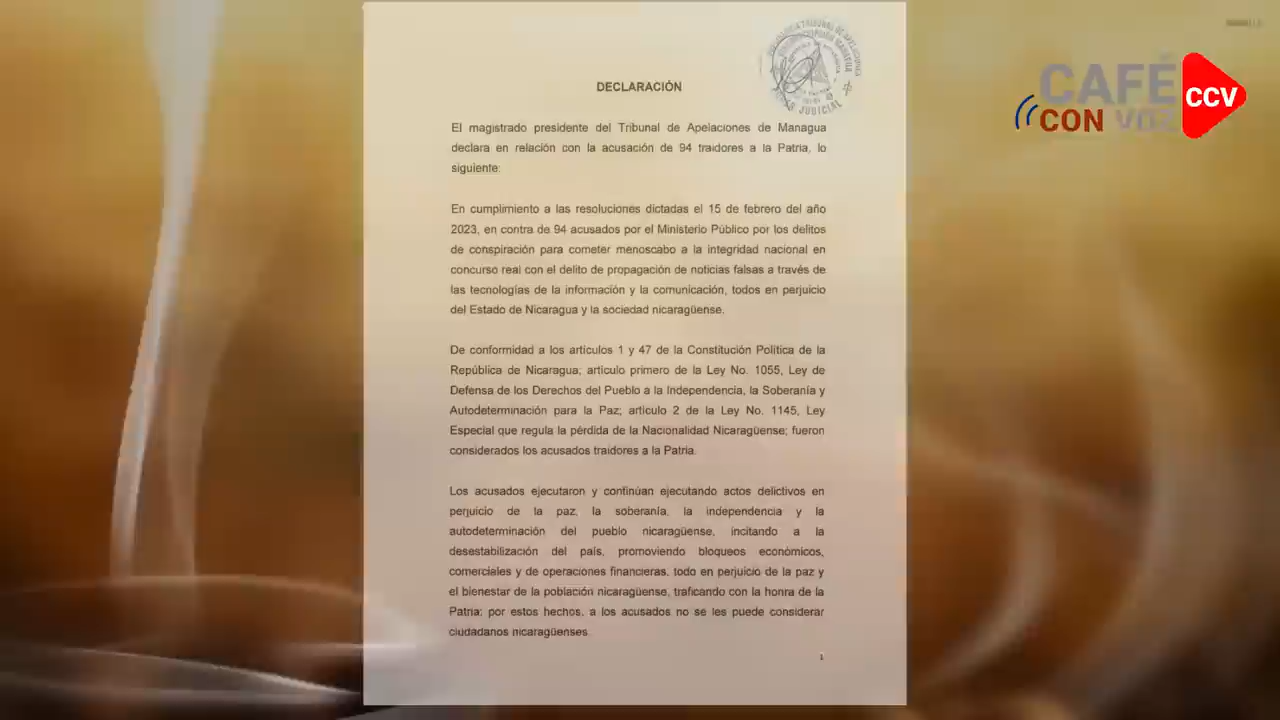 CAFÉ
CON VOZ
CCV
DECLARACIÓN
El magistrado presidente del Tribunal de Apelaciones de Managua
declara en relación con la acusación de 94 traidores a la Patria, lo
siguiente:
En cumplimiento a las resoluciones dictadas el 15 de febrero del año
2023, en contra de 94 acusados por el Ministerio Público por los delitos
de conspiración para cometer menoscabo a la integridad nacional en
concurso real con el delito de propagación de noticias falsas a través de
las tecnologías de la información y la comunicación, todos en perjuicio
del Estado de Nicaragua y la sociedad nicaragüense.
De conformidad a los artículos 1 y 47 de la Constitución Política de la
República de Nicaragua; artículo primero de la Ley No. 1055, Ley de
Defensa de los Derechos del Pueblo a la Independencia, la Soberanía y
Autodeterminación para la Paz; artículo 2 de la Ley No. 1145, Ley
Especial que regula la pérdida de la Nacionalidad Nicaragüense; fueron
considerados los acusados traidores a la Patria.
Los acusados ejecutaron y continúan ejecutando actos delictivos en
perjuicio de la paz, la soberanía, la independencia y la
autodeterminación del pueblo nicaragüense, incitando a la
desestabilización del país, promoviendo bloqueos económicos,
comerciales y de operaciones financieras, todo en perjuicio de la paz y
el bienestar de la población nicaragüense, traficando con la honra de la
Patria; por estos hechos, a los acusados no se les puede considerar
ciudadanos nicaragüenses.
1